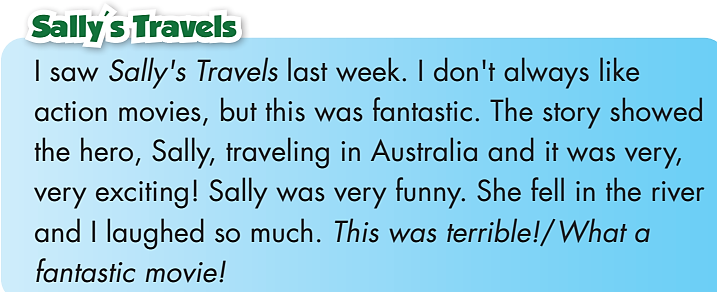 Sally's Travels
I saw Sally's Travels last week. I don't always like
action movies, but this was fantastic. The story showed
the hero, Sally, traveling in Australia and it was very,
very exciting! Sally was very funny. She fell in the river
and I laughed so much. This was terrible!/What a
fantastic movie!